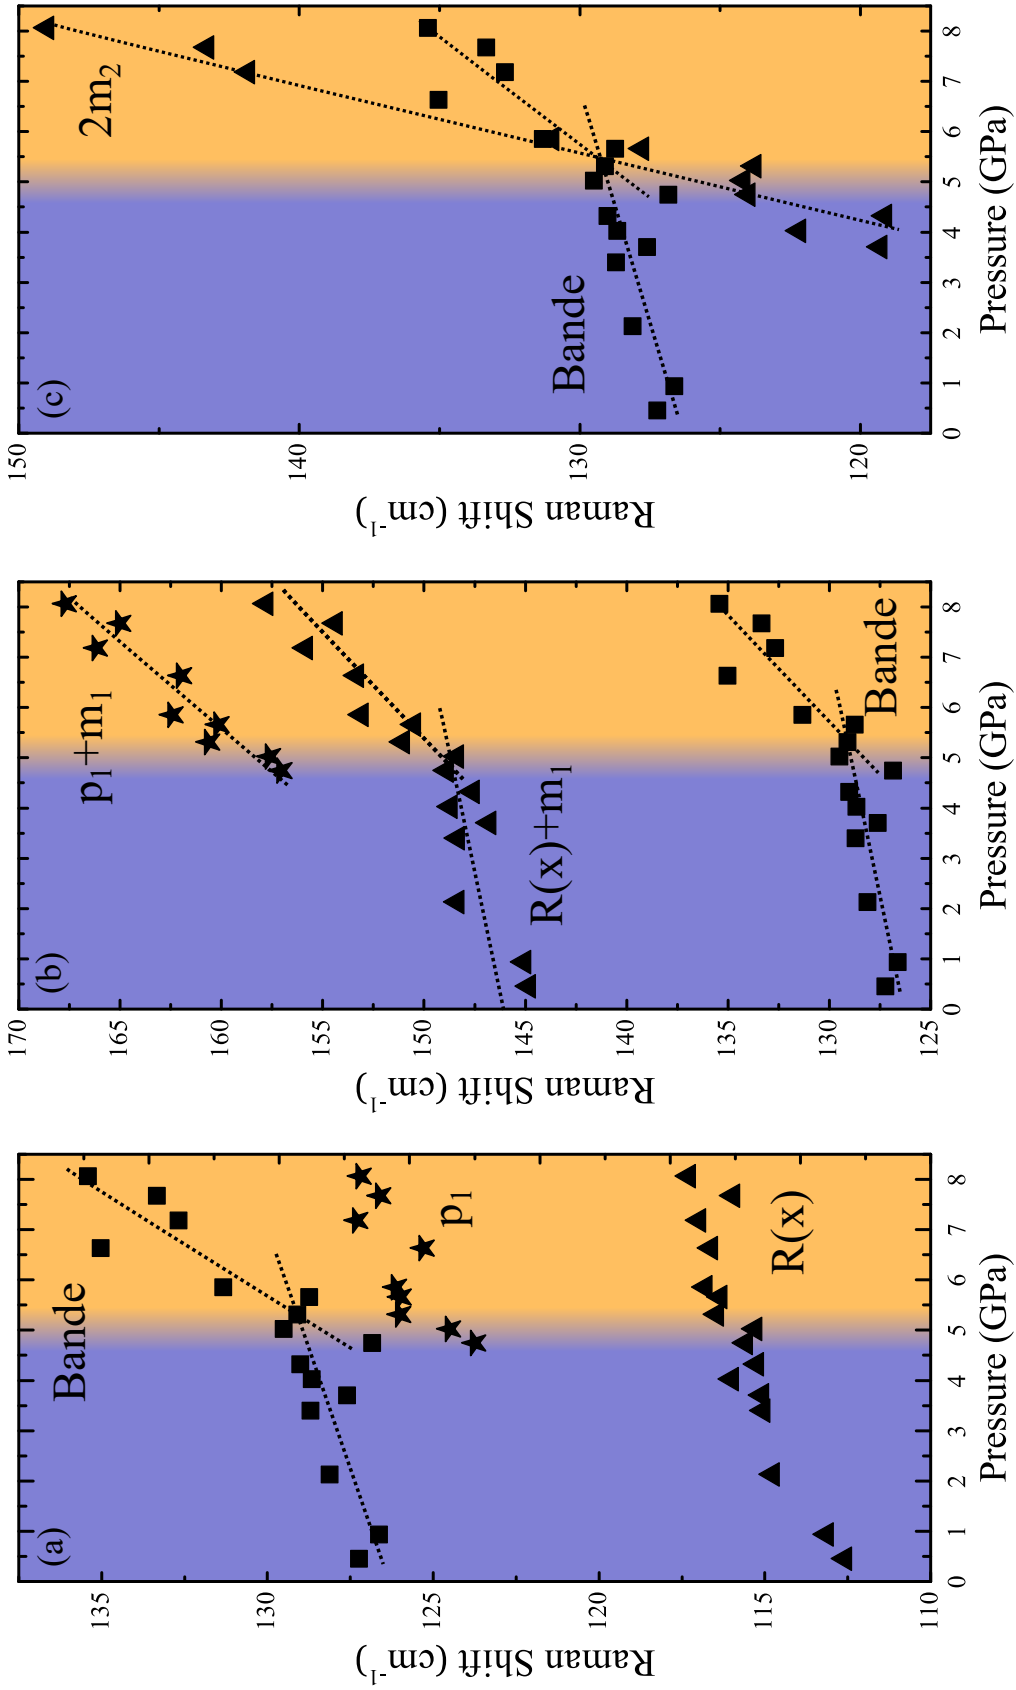 (a)
Bande
p₁
R(x)
135
130
125
120
115
110
Raman Shift (cm⁻¹)
0 1 2 3 4 5 6 7 8
Pressure (GPa)
(b)
p₁+m₁
R(x)+m₁
Bande
170
165
160
155
150
145
140
135
130
125
Raman Shift (cm⁻¹)
0 1 2 3 4 5 6 7 8
Pressure (GPa)
(c)
2m₂
Bande
150
140
130
120
Raman Shift (cm⁻¹)
0 1 2 3 4 5 6 7 8
Pressure (GPa)